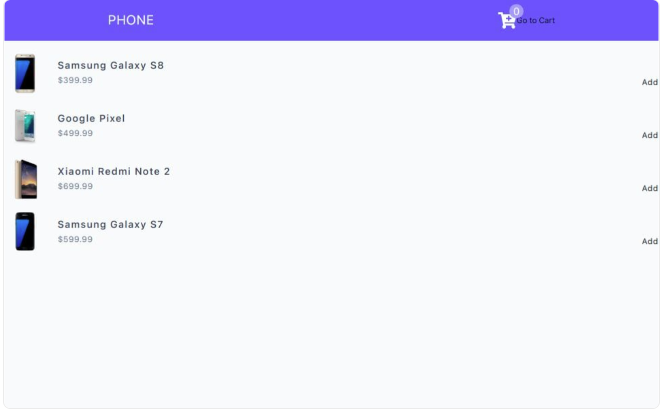 PHONE
0
Go to Cart
Samsung Galaxy S8
$399.99
Add
Google Pixel
$499.99
Add
Xiaomi Redmi Note 2
$699.99
Add
Samsung Galaxy S7
$599.99
Add